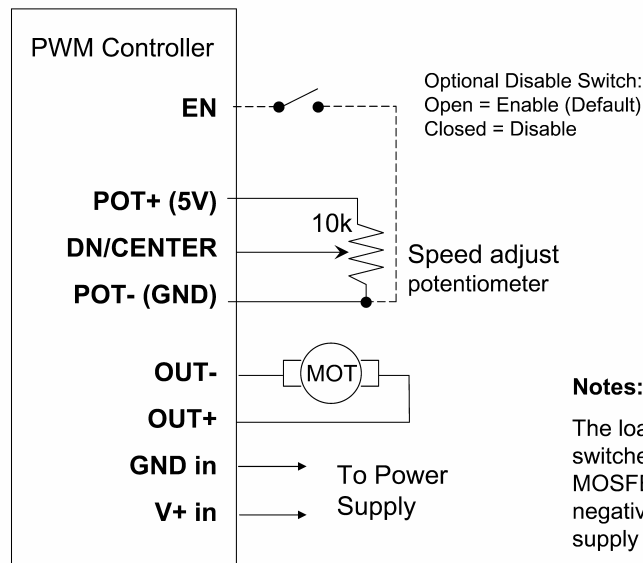 PWM Controller
EN
Optional Disable Switch:
Open = Enable (Default)
Closed = Disable
POT+ (5V)
10k
DN/CENTER
Speed adjust
potentiometer
POT- (GND)
OUT-
MOT
OUT+
GND in
V+ in
To Power
Supply
Notes:
The loa
switche
MOSFE
negativ
supply